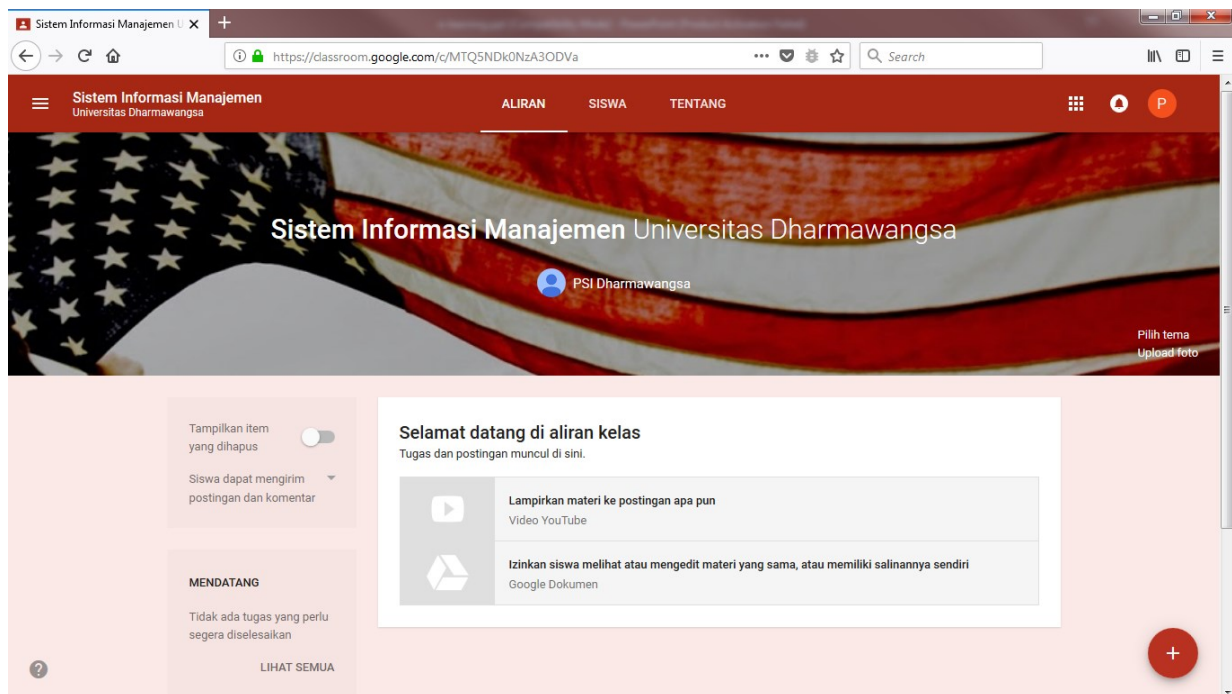 Sistem Informasi Manajemen U
https://classroom.google.com/c/MTQ5NDk0NzA3ODVa
Search
Sistem Informasi Manajemen
Universitas Dharmawangsa
ALIRAN
SISWA
TENTANG
P
Sistem Informasi Manajemen Universitas Dharmawangsa
PSI Dharmawangsa
Pilih tema
Upload foto
Tampilkan item
yang dihapus
Siswa dapat mengirim
postingan dan komentar
MENDATANG
Tidak ada tugas yang perlu
segera diselesaikan
LIHAT SEMUA
Selamat datang di aliran kelas
Tugas dan postingan muncul di sini.
Lampirkan materi ke postingan apa pun
Video YouTube
Izinkan siswa melihat atau mengedit materi yang sama, atau memiliki salinannya sendiri
Google Dokumen